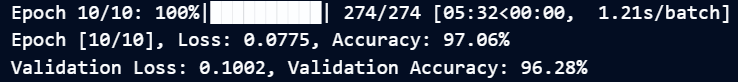 Epoch 10/10: 100%|██████████| 274/274 [05:32<00:00,  1.21s/batch]
Epoch [10/10], Loss: 0.0775, Accuracy: 97.06%
Validation Loss: 0.1002, Validation Accuracy: 96.28%